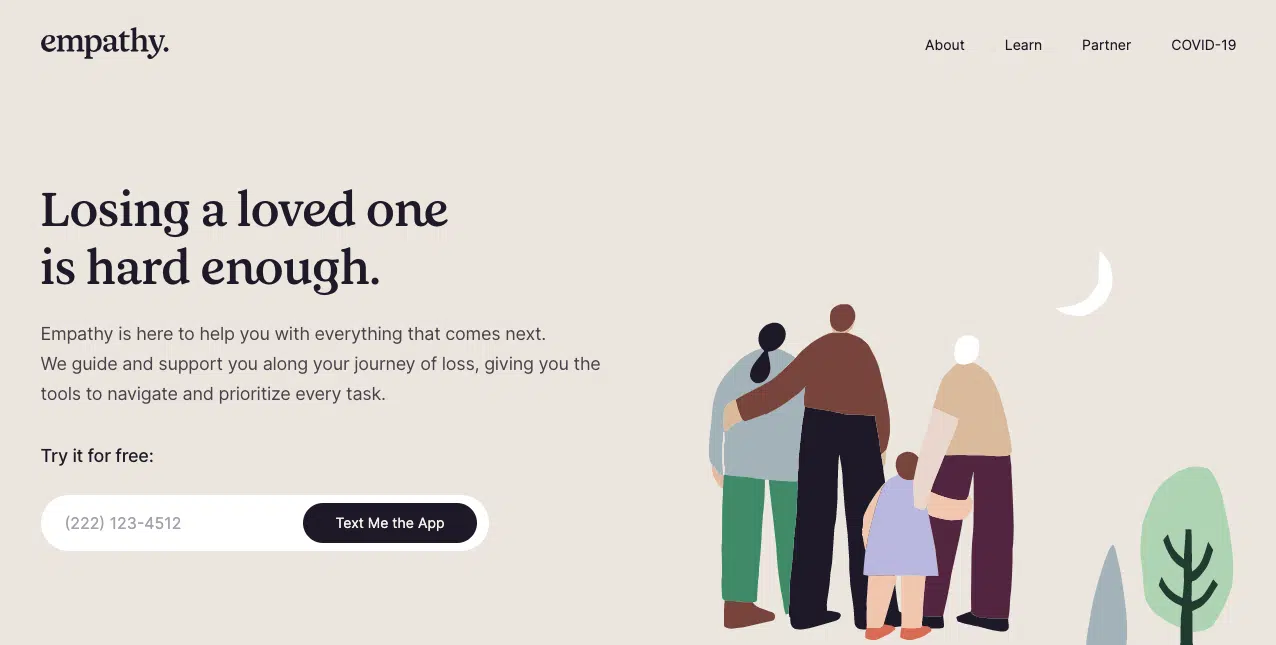 empathy.
About Learn Partner COVID-19
Losing a loved one
is hard enough.
Empathy is here to help you with everything that comes next.
We guide and support you along your journey of loss, giving you the
tools to navigate and prioritize every task.
Try it for free:
(222) 123-4512 Text Me the App